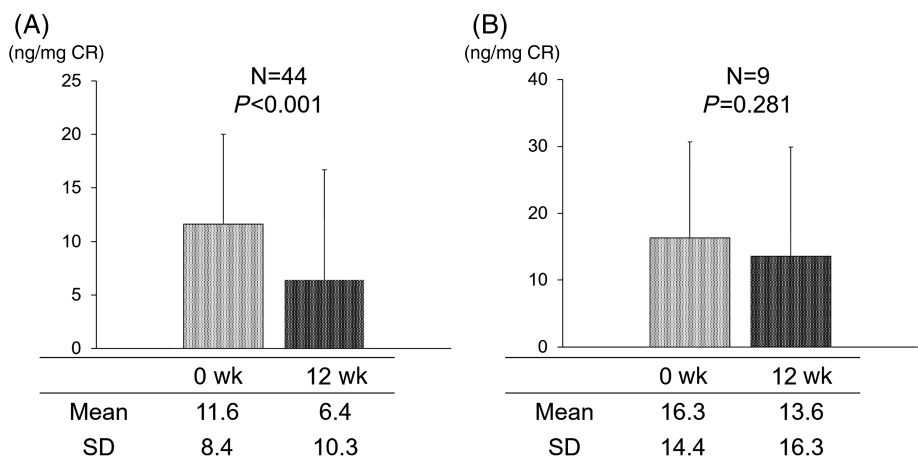 (A)
(ng/mg CR)
N=44
P<0.001
25
20
15
10
5
0
0 wk 12 wk
Mean 11.6 6.4
SD 8.4 10.3
(B)
(ng/mg CR)
N=9
P=0.281
40
30
20
10
0
0 wk 12 wk
Mean 16.3 13.6
SD 14.4 16.3